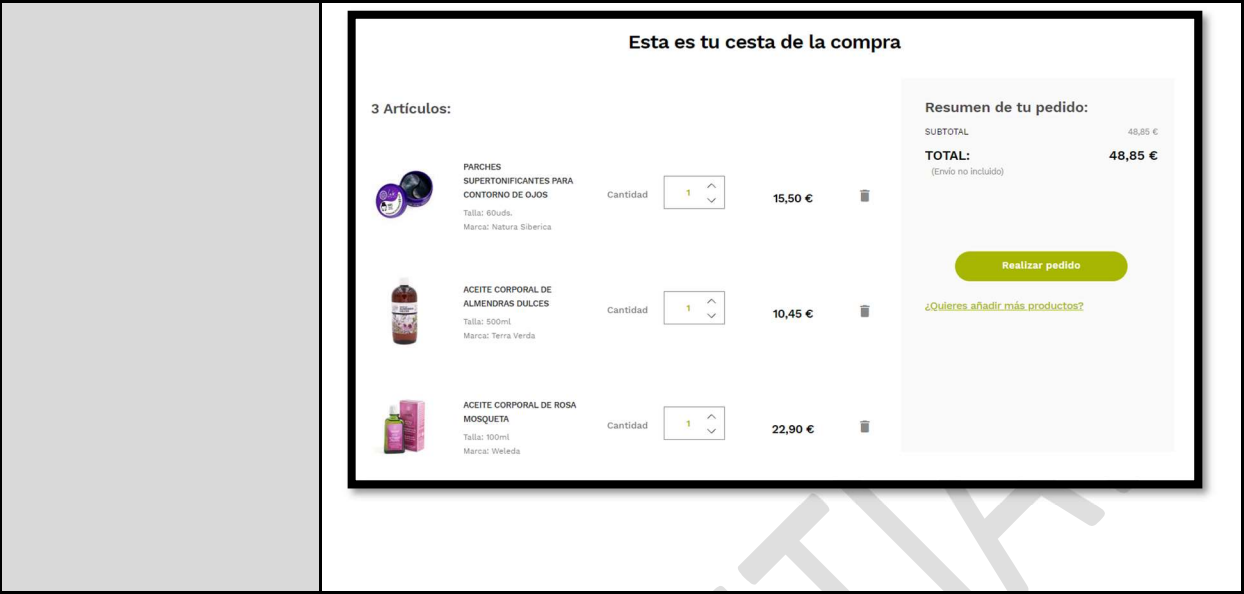 Esta es tu cesta de la compra
3 Artículos:
PARCHES
SUPERTONIFICANTES PARA
CONTORNO DE OJOS
Talla: 60uds.
Marca: Natura Siberica
Cantidad
1
15,50 €
ACEITE CORPORAL DE
ALMENDRAS DULCES
Talla: 500ml
Marca: Terra Verda
Cantidad
1
10,45 €
ACEITE CORPORAL DE ROSA
MOSQUETA
Talla: 100ml
Marca: Weleda
Cantidad
1
22,90 €
Resumen de tu pedido:
SUBTOTAL 48,85 €
TOTAL: 48,85 €
(Envío no incluido)
Realizar pedido
¿Quieres añadir más productos?